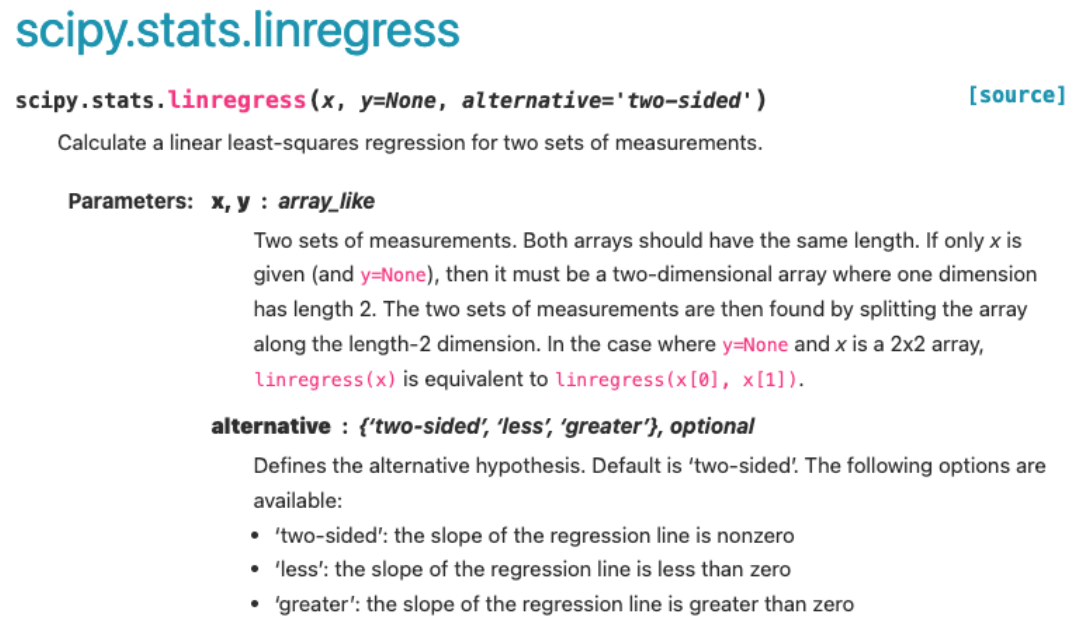 scipy.stats.linregress
scipy.stats.linregress(x, y=None, alternative='two-sided') [source]
Calculate a linear least-squares regression for two sets of measurements.
Parameters: x, y : array_like
Two sets of measurements. Both arrays should have the same length. If only x is
given (and y=None), then it must be a two-dimensional array where one dimension
has length 2. The two sets of measurements are then found by splitting the array
along the length-2 dimension. In the case where y=None and x is a 2x2 array,
linregress(x) is equivalent to linregress(x[0], x[1]).
alternative : {‘two-sided’, ‘less’, ‘greater’}, optional
Defines the alternative hypothesis. Default is ‘two-sided’. The following options are
available:
• ‘two-sided’: the slope of the regression line is nonzero
• ‘less’: the slope of the regression line is less than zero
• ‘greater’: the slope of the regression line is greater than zero